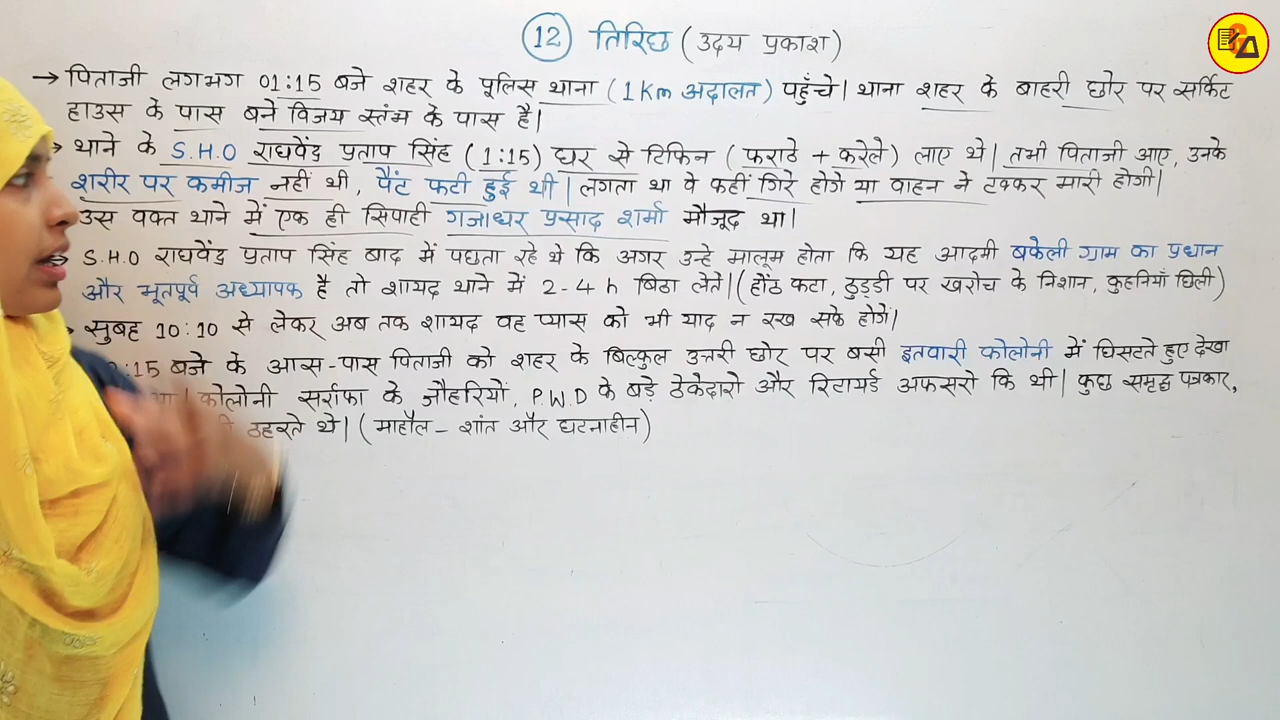 12 तिरिछ (उदय प्रकाश)
→ पिताजी लगभग 01:15 बजे शहर के पूलिस थाना (1Km अदालत) पहुँचे। थाना शहर के बाहरी छोर पर सर्किट
हाउस के पास बने विजय स्तंभ के पास है।
→ थाने के S.H.O राघवेंद्र प्रताप सिंह (1:15) घर से टिफिन (फराठे + करेले) लाए थे। तभी पिताजी आए, उनके
शरीर पर कमीज नहीं थी, पैंट फटी हुई थी। लगता था वे कहीं गिरे होगें या वाहन ने टक्कर मारी होगी।
उस वक्त थाने में एक ही सिपाही गजाधर प्रसाद शर्मा मौजूद था।
S.H.O राघवेंद्र प्रताप सिंह बाद में पछता रहे थे कि अगर उन्हे मालूम होता कि यह आदमी बकेली ग्राम का प्रधान
और भूतपूर्व अध्यापक है तो शायद थाने में 2-4 h बिठा लेते। (होंठ कटा, ठुड्डी पर खरोंच के निशान, कुहनियाँ छिली)
सुबह 10:10 से लेकर अब तक शायद वह प्यास को भी याद न रख सके होगें।
:15 बजे के आस-पास पिताजी को शहर के बिल्कुल उत्तरी छोर पर बसी इतवारी कोलोनी में घिसटते हुए देखा
था। कोलोनी सर्राफा के जौहरियों, P.W.D के बड़े ठेकेदारो और रिटायर्ड अफसरो कि थी। कुछ समृद्ध पत्रकार,
ठहरते थे। (माहौल - शांत और घटनाहीन)